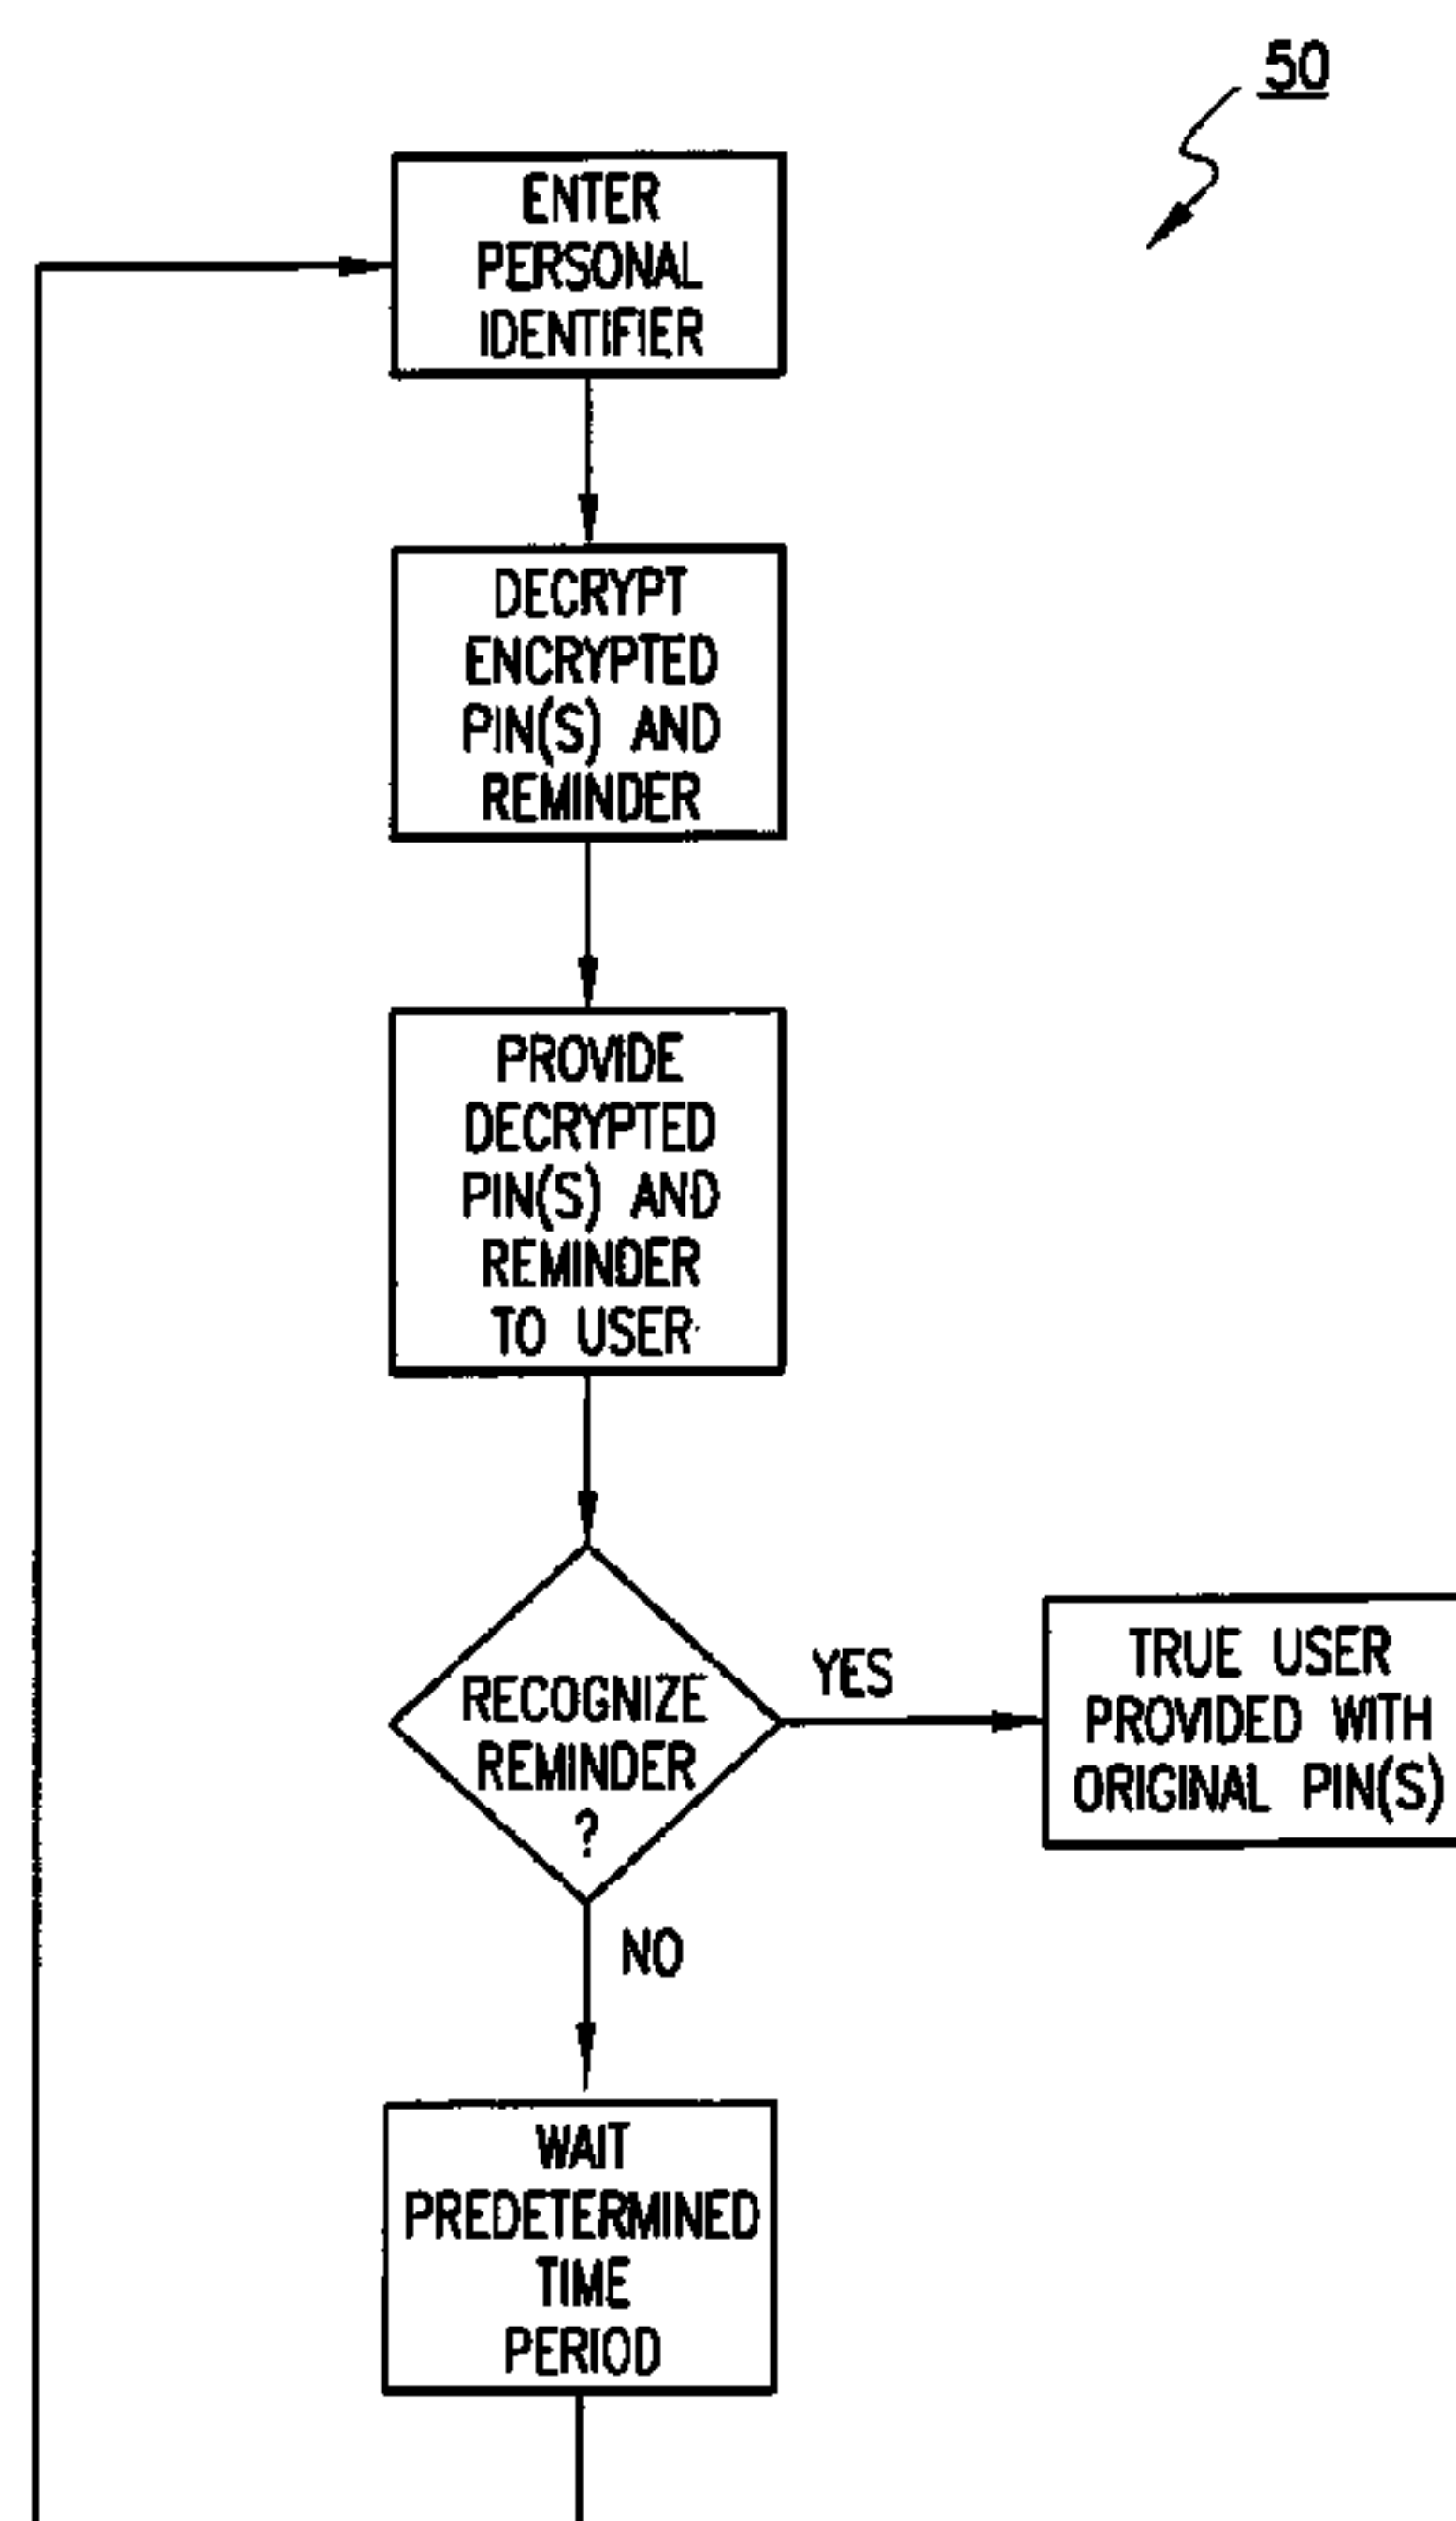 50
ENTER
PERSONAL
IDENTIFIER
DECRYPT
ENCRYPTED
PIN(S) AND
REMINDER
PROVIDE
DECRYPTED
PIN(S) AND
REMINDER
TO USER
RECOGNIZE
REMINDER
?
YES
TRUE USER
PROVIDED WITH
ORIGINAL PIN(S)
NO
WAIT
PREDETERMINED
TIME
PERIOD